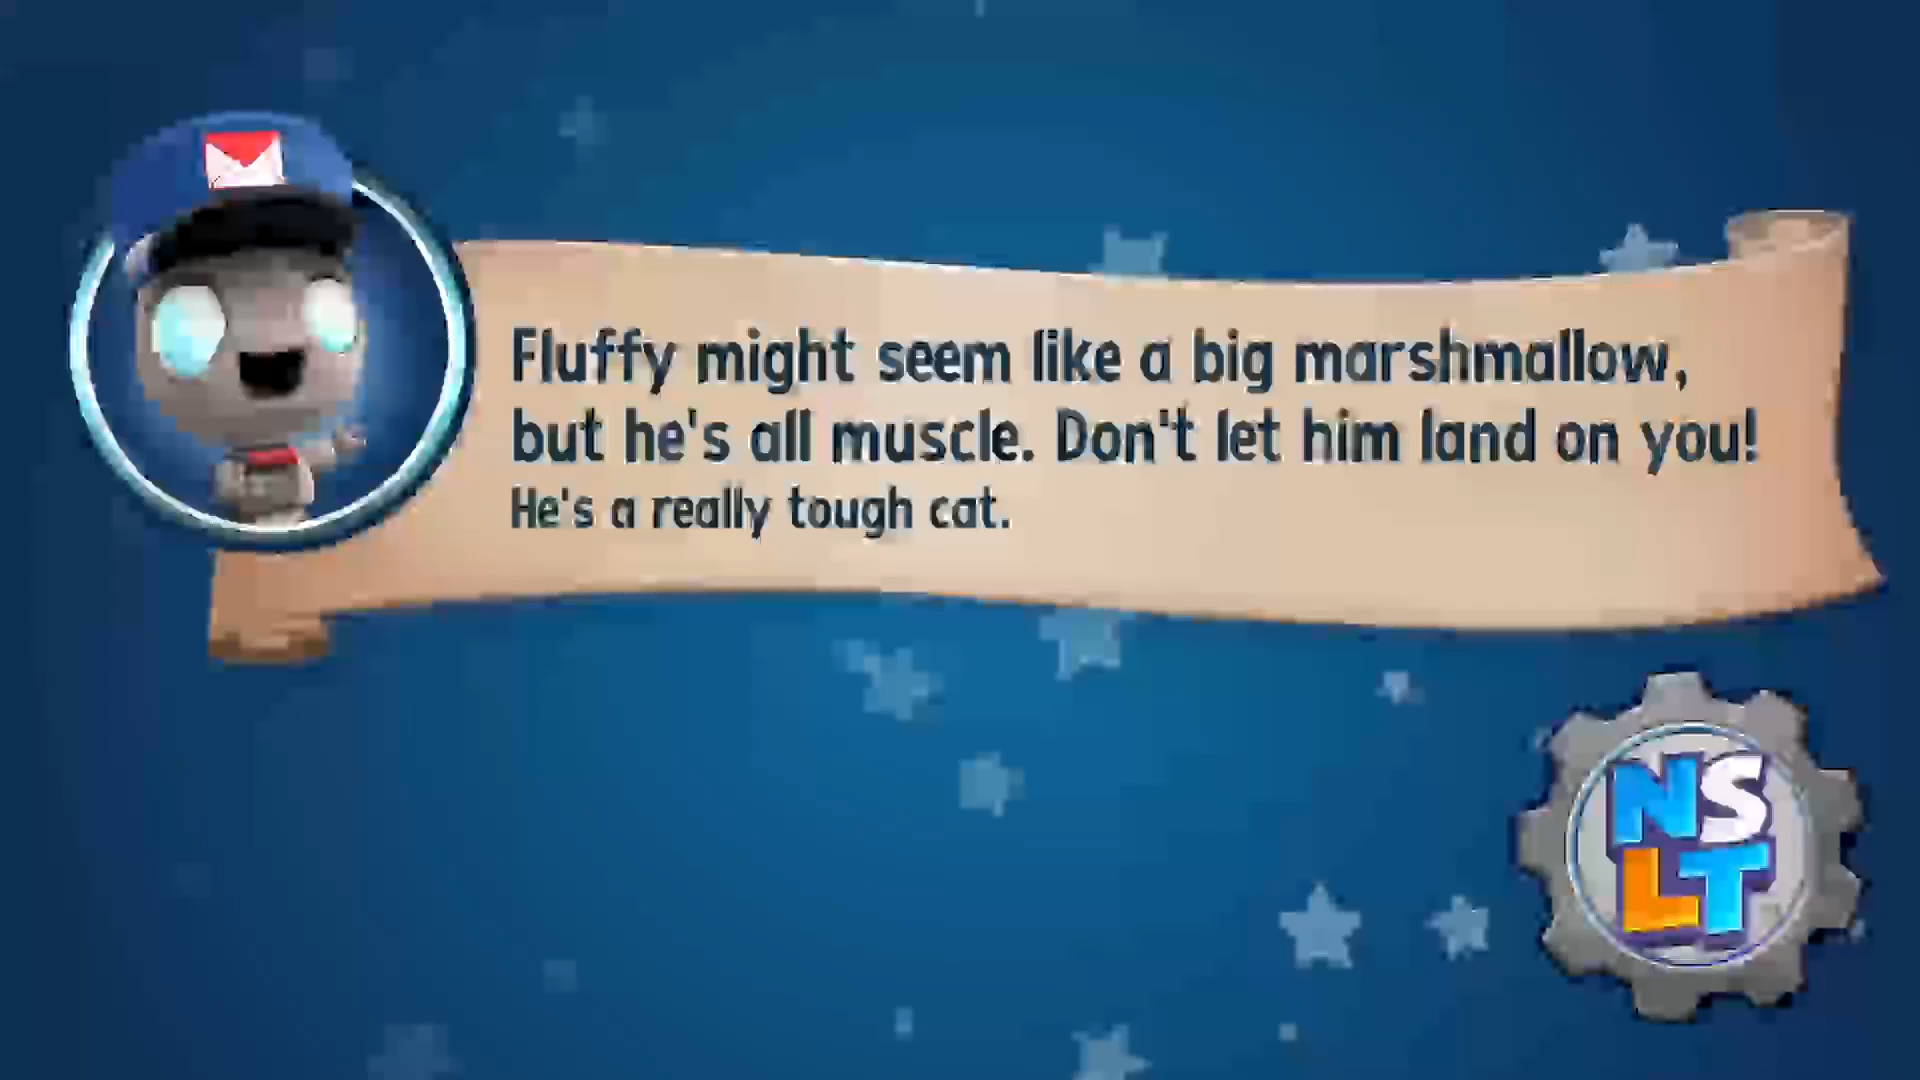 Fluffy might seem like a big marshmallow,
but he's all muscle. Don't let him land on you!
He's a really tough cat.
NS
LT